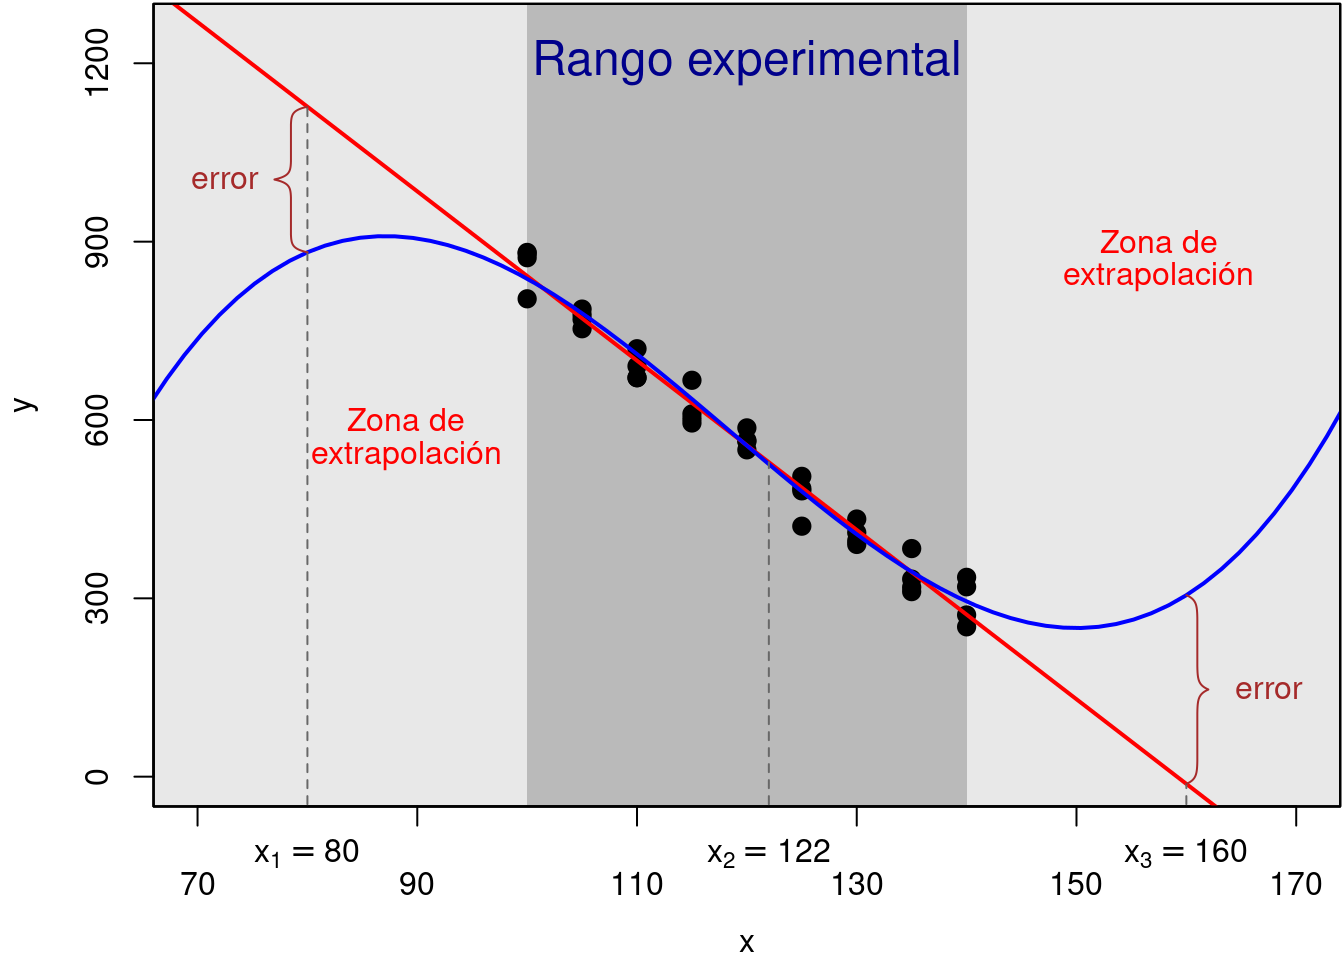 Rango experimental
1200
error
900
Zona de
extrapolación
Zona de
extrapolación
y
600
300
error
0
x1 = 80
x2 = 122
x3 = 160
70
90
110
130
150
170
x